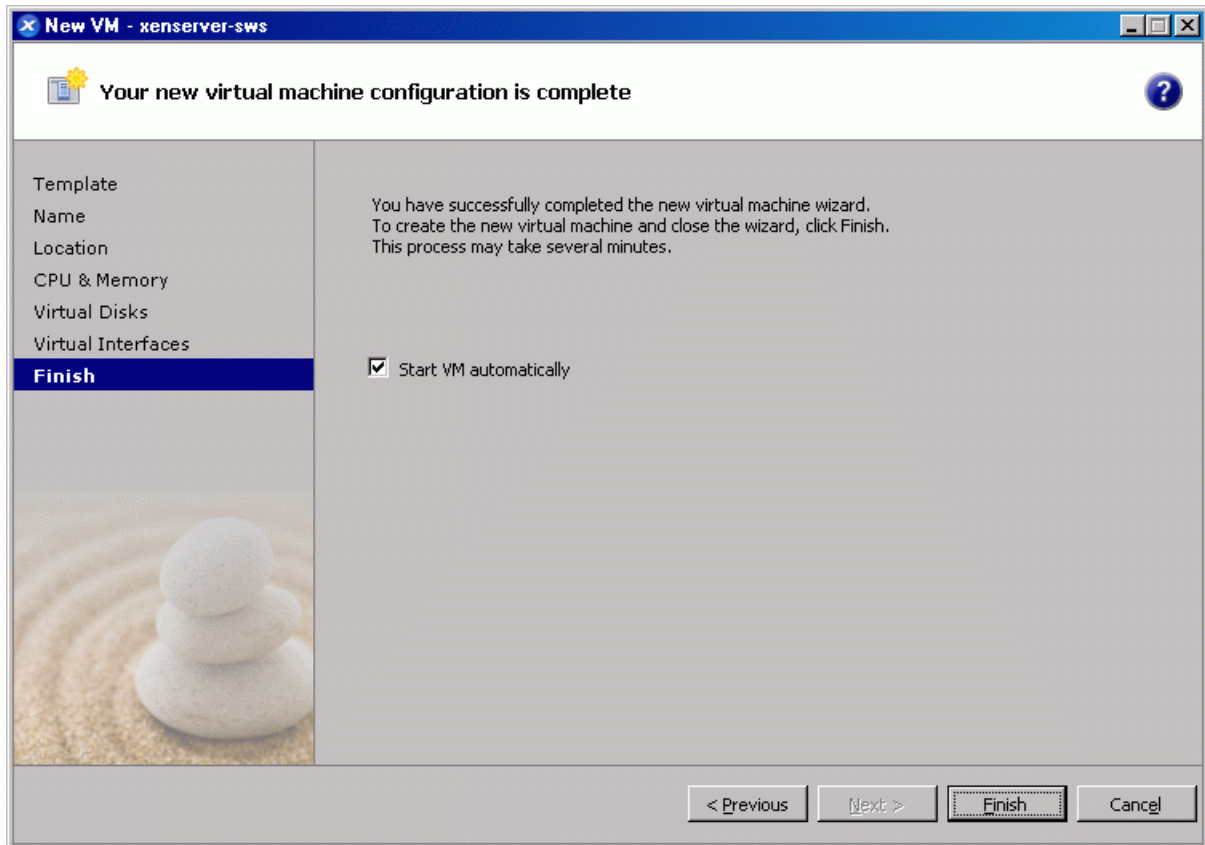 New VM - xenserver-sws
Your new virtual machine configuration is complete
?
Template
Name
Location
CPU & Memory
Virtual Disks
Virtual Interfaces
Finish
You have successfully completed the new virtual machine wizard.
To create the new virtual machine and close the wizard, click Finish.
This process may take several minutes.
Start VM automatically
< Previous
Next >
Finish
Cancel